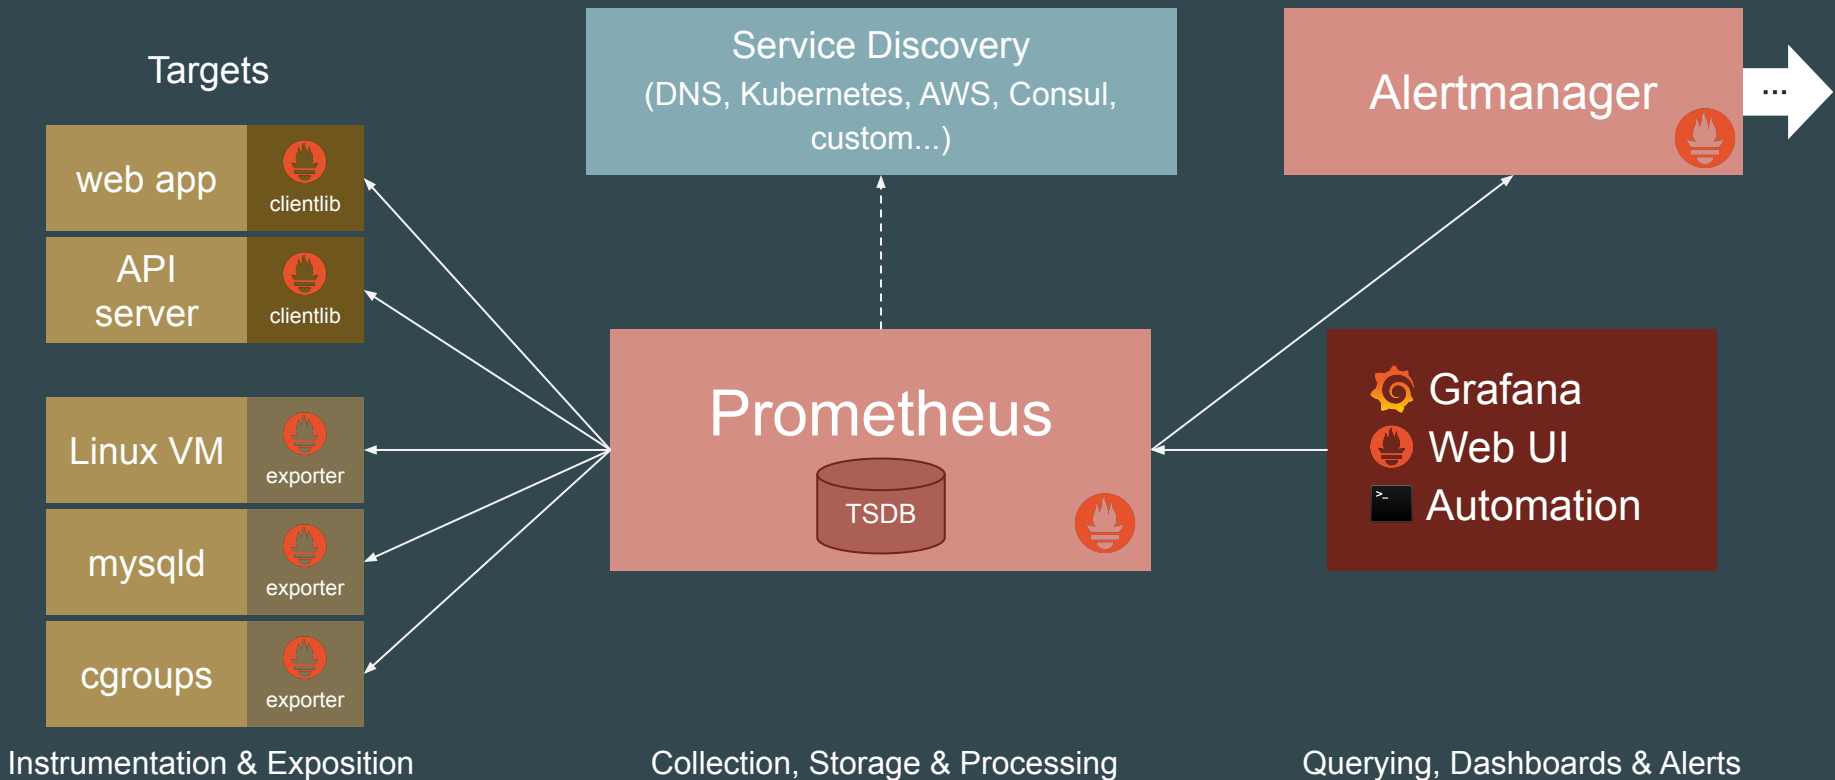 Targets
web app
clientlib
API
server
clientlib
Linux VM
exporter
mysqld
exporter
cgroups
exporter
Instrumentation & Exposition
Service Discovery
(DNS, Kubernetes, AWS, Consul,
custom...)
Prometheus
TSDB
Collection, Storage & Processing
Alertmanager
...
Grafana
>_
Web UI
Automation
Querying, Dashboards & Alerts